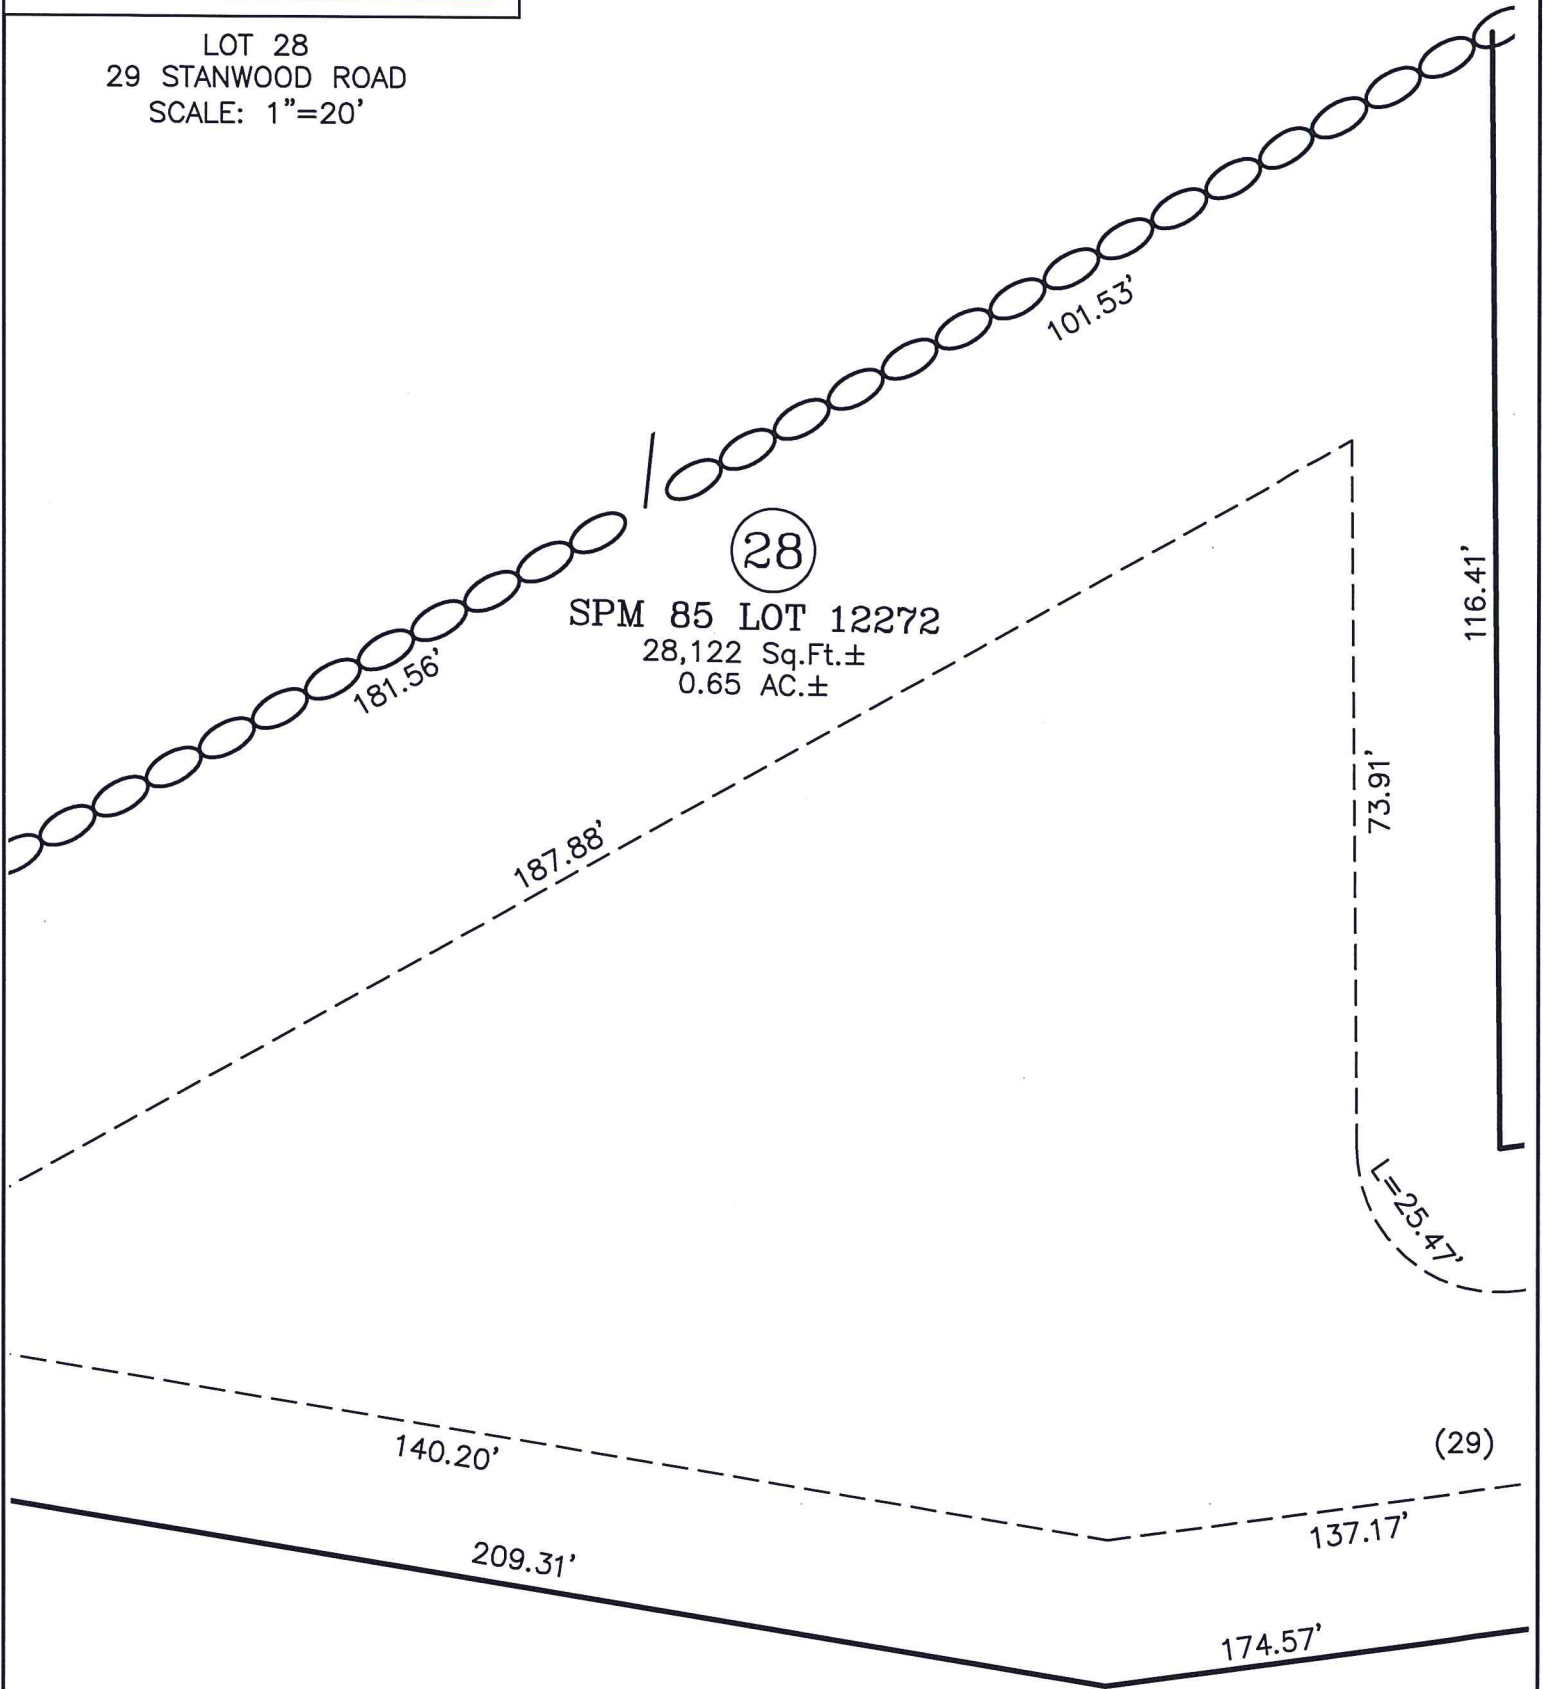 LOT 28
29 STANWOOD ROAD
SCALE: 1"=20'
101.53'
28
SPM 85 LOT 12272
28,122 Sq.Ft.±
0.65 AC.±
116.41'
181.56'
73.91'
187.88'
L=25.47'
140.20'
(29)
137.17'
209.31'
174.57'